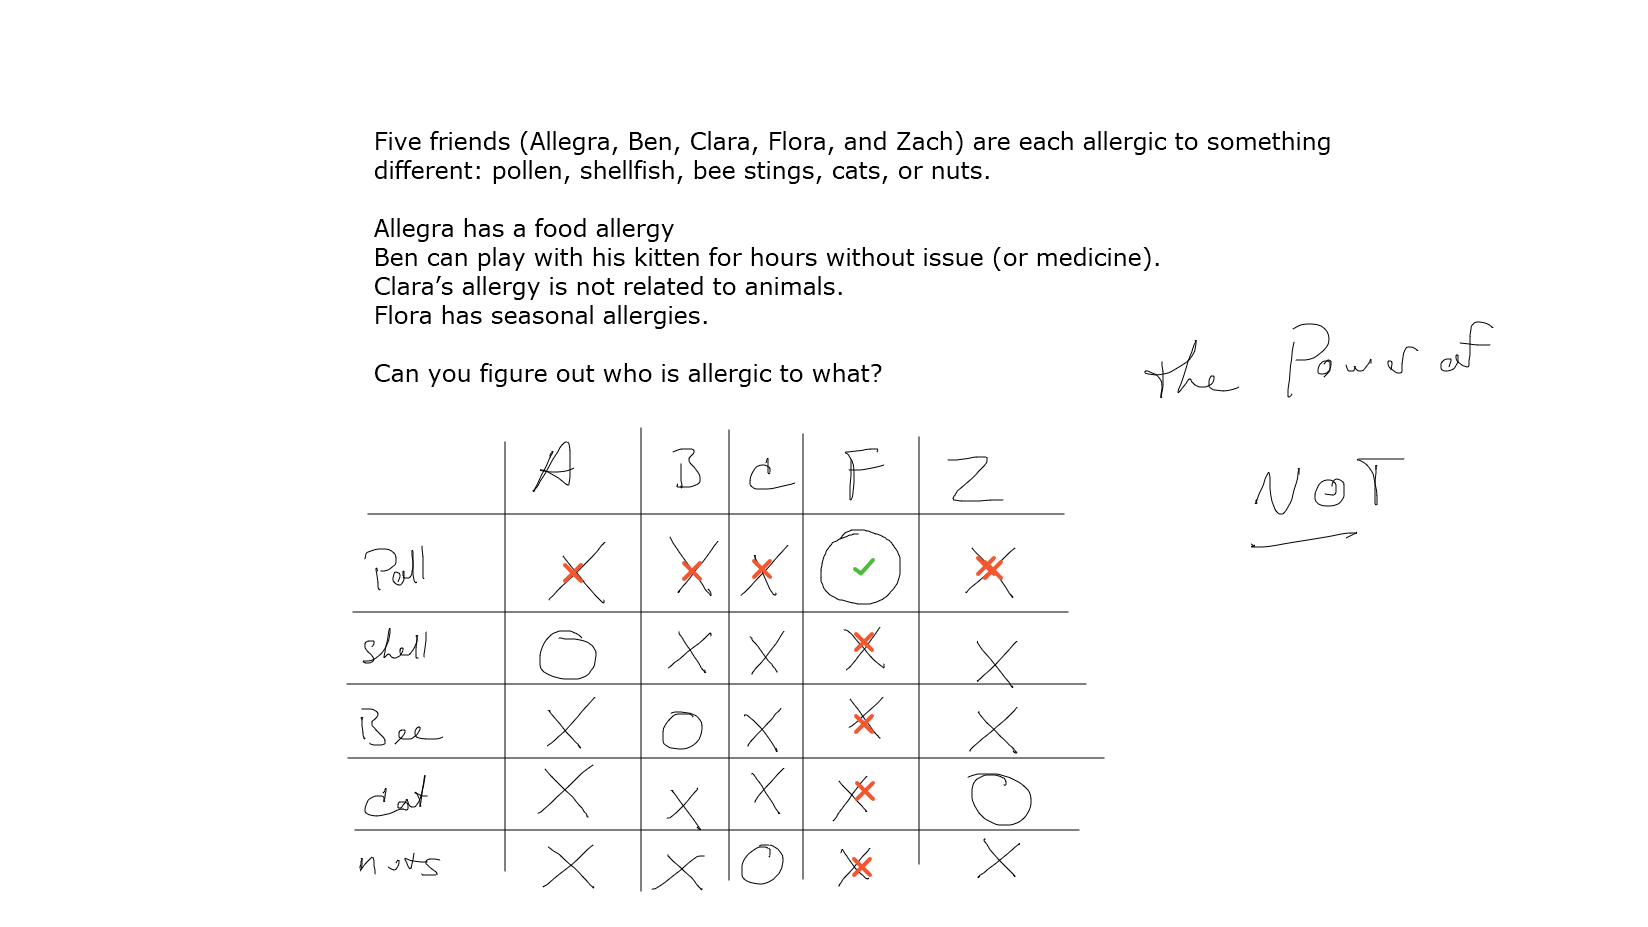 Five friends (Allegra, Ben, Clara, Flora, and Zach) are each allergic to something
different: pollen, shellfish, bee stings, cats, or nuts.
Allegra has a food allergy
Ben can play with his kitten for hours without issue (or medicine).
Clara’s allergy is not related to animals.
Flora has seasonal allergies.
Can you figure out who is allergic to what?
the Power of
NOT
A B C F Z
Poll X X X O ✓ X
shell O X X X X
Bee X O X X X
Cat X X X X O
nuts X X O X X